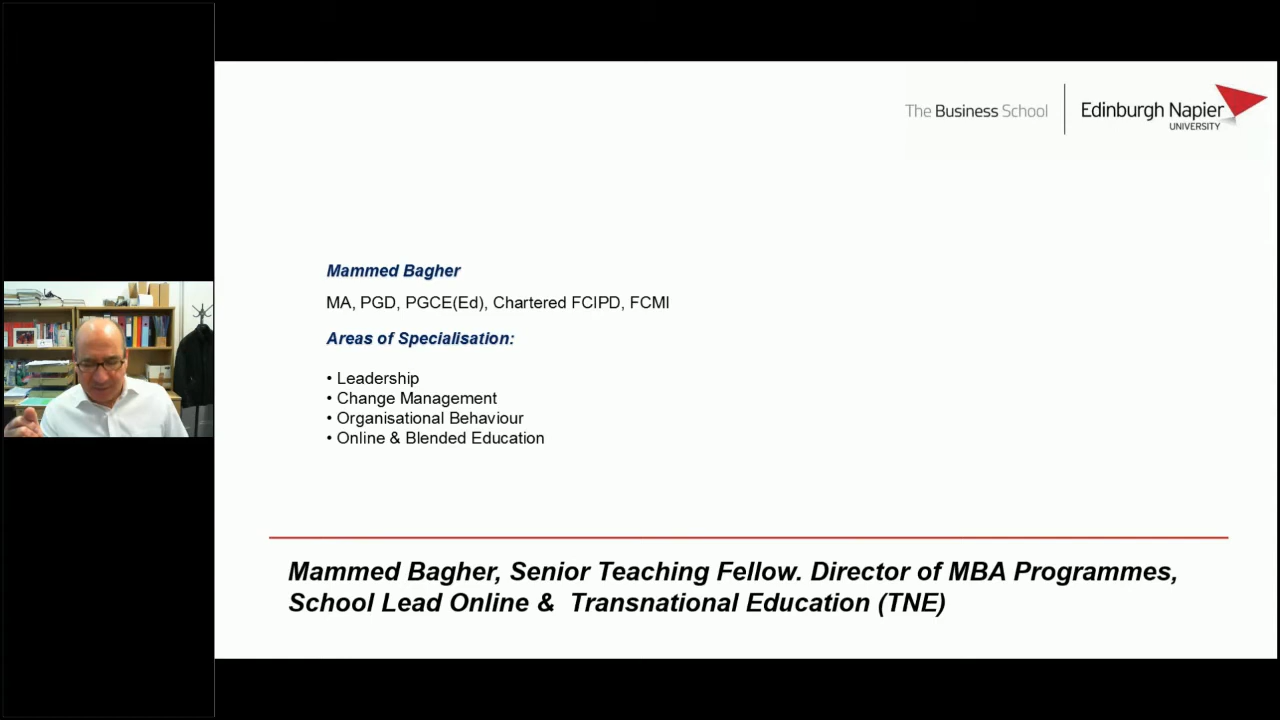 The Business School
Edinburgh Napier
UNIVERSITY
Mammed Bagher
MA, PGD, PGCE(Ed), Chartered FCIPD, FCMI
Areas of Specialisation:
• Leadership
• Change Management
• Organisational Behaviour
• Online & Blended Education
Mammed Bagher, Senior Teaching Fellow. Director of MBA Programmes,
School Lead Online & Transnational Education (TNE)